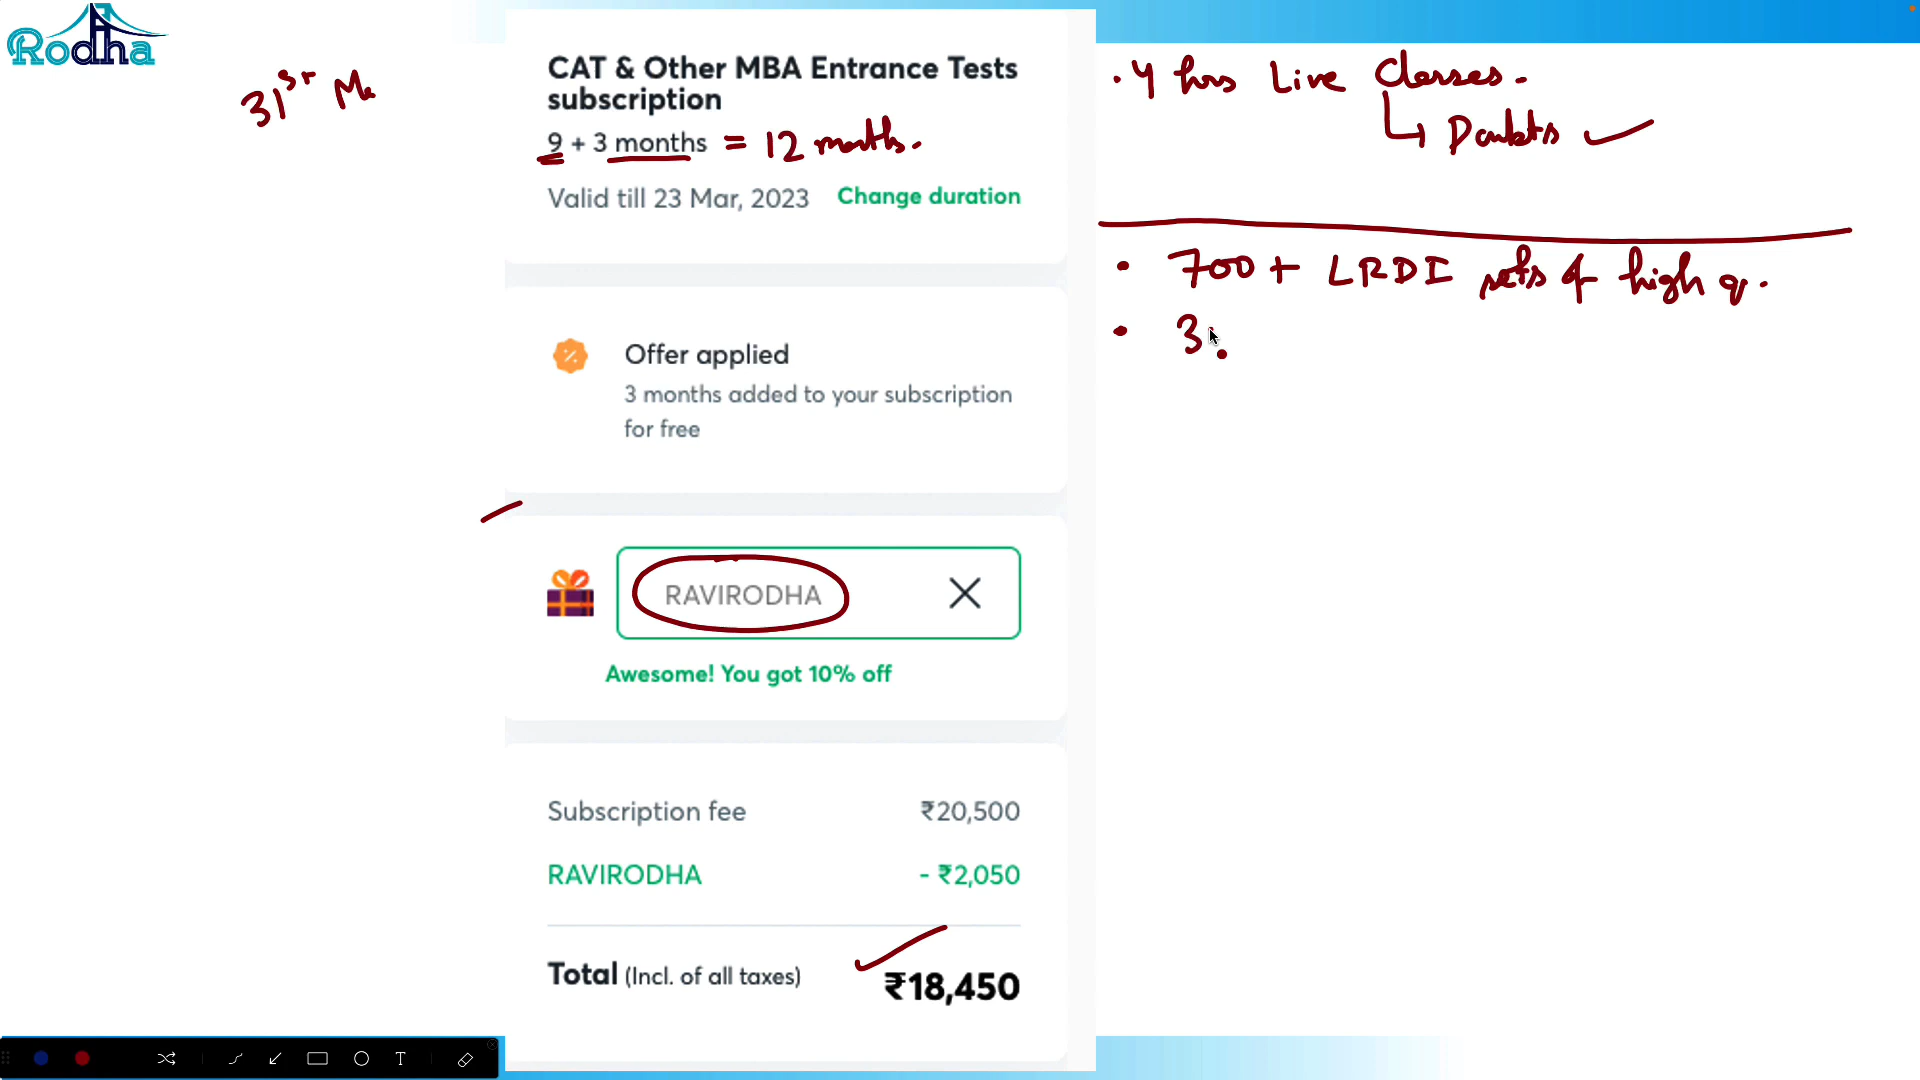 Rodha
31st Ma
CAT & Other MBA Entrance Tests
subscription
9 + 3 months = 12 months.
Valid till 23 Mar, 2023 Change duration
Offer applied
3 months added to your subscription
for free
RAVIRODHA
Awesome! You got 10% off
Subscription fee ₹20,500
RAVIRODHA - ₹2,050
Total (Incl. of all taxes) ₹18,450
T
• 4 hrs Live Classes.
↳ Doubts ✓
• 700+ LRDI sets of high q.
• 3.